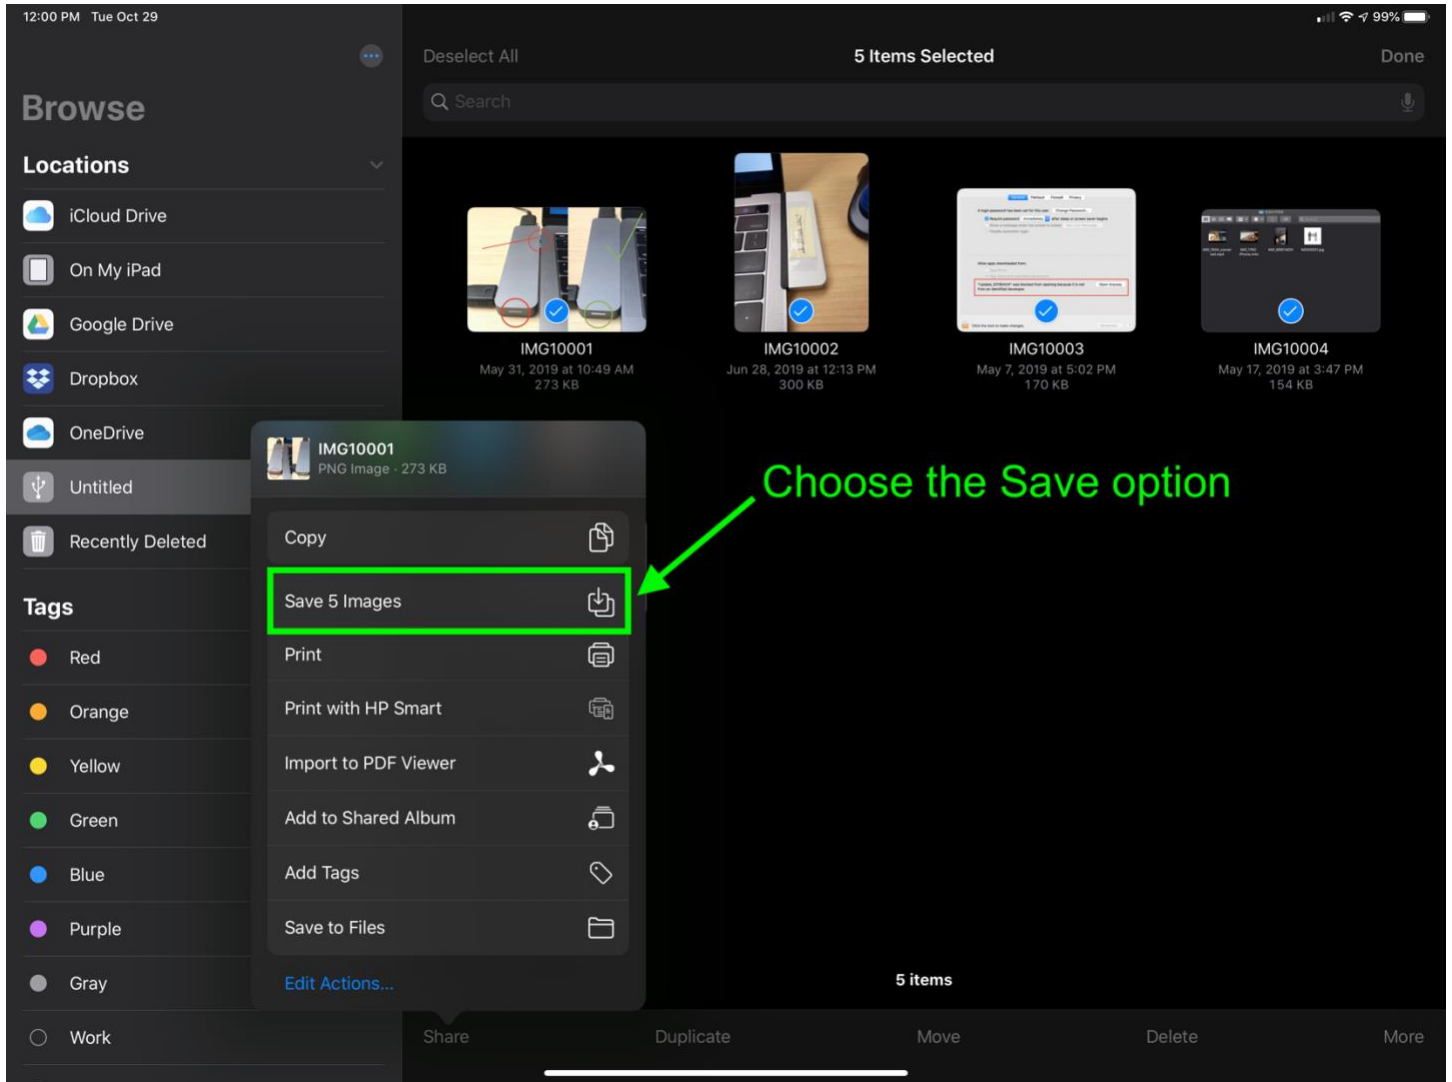 12:00 PM Tue Oct 29
99%
Browse
Locations
iCloud Drive
On My iPad
Google Drive
Dropbox
OneDrive
Untitled
Recently Deleted
Tags
Red
Orange
Yellow
Green
Blue
Purple
Gray
Work
Deselect All
5 Items Selected
Done
Search
IMG10001
May 31, 2019 at 10:49 AM
273 KB
IMG10002
Jun 28, 2019 at 12:13 PM
300 KB
IMG10003
May 7, 2019 at 5:02 PM
170 KB
IMG10004
May 17, 2019 at 3:47 PM
154 KB
IMG10001
PNG Image · 273 KB
Copy
Save 5 Images
Print
Print with HP Smart
Import to PDF Viewer
Add to Shared Album
Add Tags
Save to Files
Edit Actions...
Choose the Save option
5 items
Share
Duplicate
Move
Delete
More